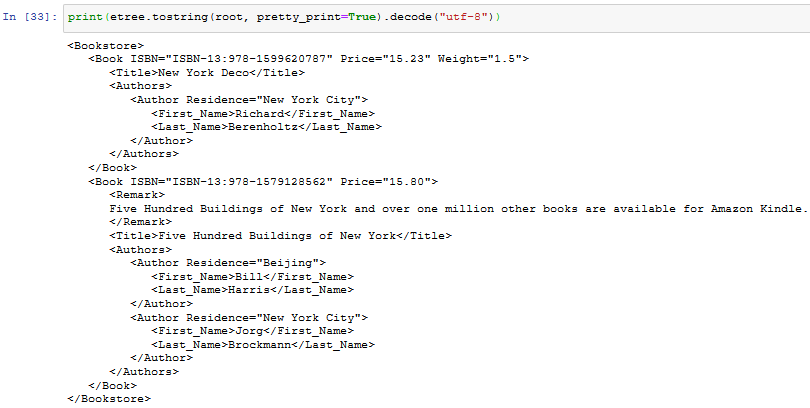 In [33]: print(etree.tostring(root, pretty_print=True).decode("utf-8"))
<Bookstore>
<Book ISBN="ISBN-13:978-1599620787" Price="15.23" Weight="1.5">
<Title>New York Deco</Title>
<Authors>
<Author Residence="New York City">
<First_Name>Richard</First_Name>
<Last_Name>Berenholtz</Last_Name>
</Author>
</Authors>
</Book>
<Book ISBN="ISBN-13:978-1579128562" Price="15.80">
<Remark>
Five Hundred Buildings of New York and over one million other books are available for Amazon Kindle.
</Remark>
<Title>Five Hundred Buildings of New York</Title>
<Authors>
<Author Residence="Beijing">
<First_Name>Bill</First_Name>
<Last_Name>Harris</Last_Name>
</Author>
<Author Residence="New York City">
<First_Name>Jorg</First_Name>
<Last_Name>Brockmann</Last_Name>
</Author>
</Authors>
</Book>
</Bookstore>